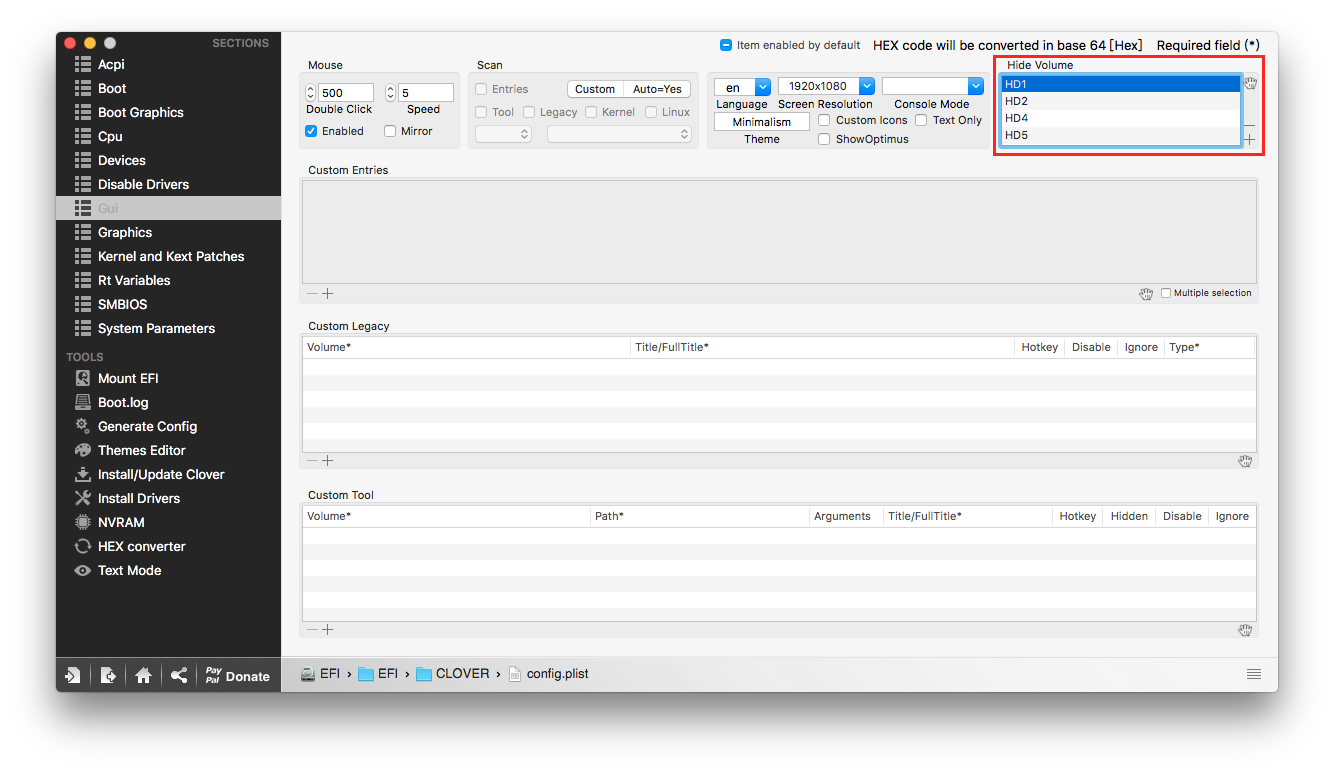 SECTIONS
Acpi
Boot
Boot Graphics
Cpu
Devices
Disable Drivers
Gui
Graphics
Kernel and Kext Patches
Rt Variables
SMBIOS
System Parameters
TOOLS
Mount EFI
Boot.log
Generate Config
Themes Editor
Install/Update Clover
Install Drivers
NVRAM
HEX converter
Text Mode
Pay
Pal
Donate
Item enabled by default HEX code will be converted in base 64 [Hex] Required field (*)
Mouse
500 5
Double Click Speed
Enabled Mirror
Scan
Entries Custom Auto=Yes
Tool Legacy Kernel Linux
en 1920x1080
Language Screen Resolution Console Mode
Minimalism Custom Icons Text Only
Theme ShowOptimus
Hide Volume
HD1
HD2
HD4
HD5
Custom Entries
Multiple selection
Custom Legacy
Volume* Title/FullTitle* Hotkey Disable Ignore Type*
Custom Tool
Volume* Path* Arguments Title/FullTitle* Hotkey Hidden Disable Ignore
EFI › EFI › CLOVER › config.plist